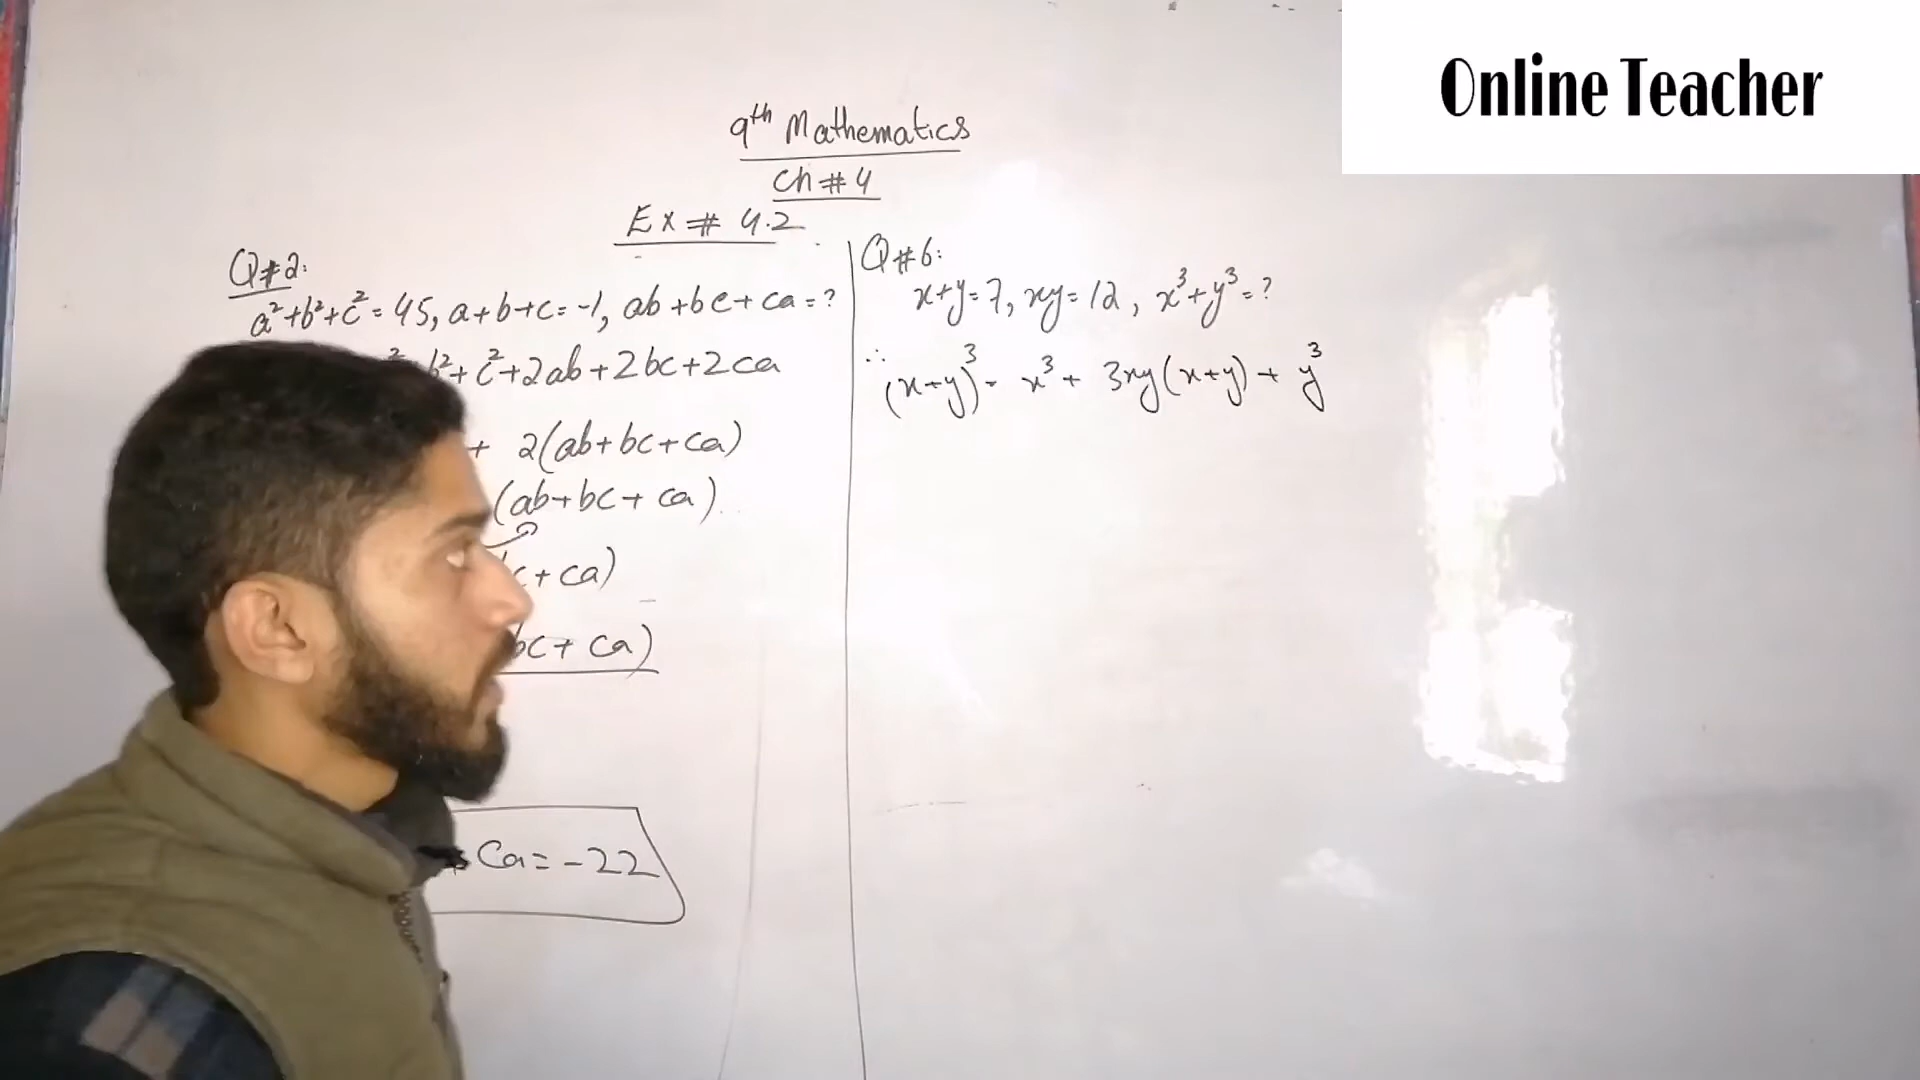 Online Teacher
9th Mathematics
Ch # 4
Ex # 4.2
Q#2:
a²+b²+c² = 45, a+b+c = -1, ab+bc+ca = ?
b²+c²+2ab+2bc+2ca
+ 2(ab+bc+ca)
(ab+bc+ca)
c+ca)
bc+ca)
Ca = -22
Q#6:
x+y=7, xy=12, x³+y³=?
∴ (x+y)³ = x³ + 3xy(x+y) + y³